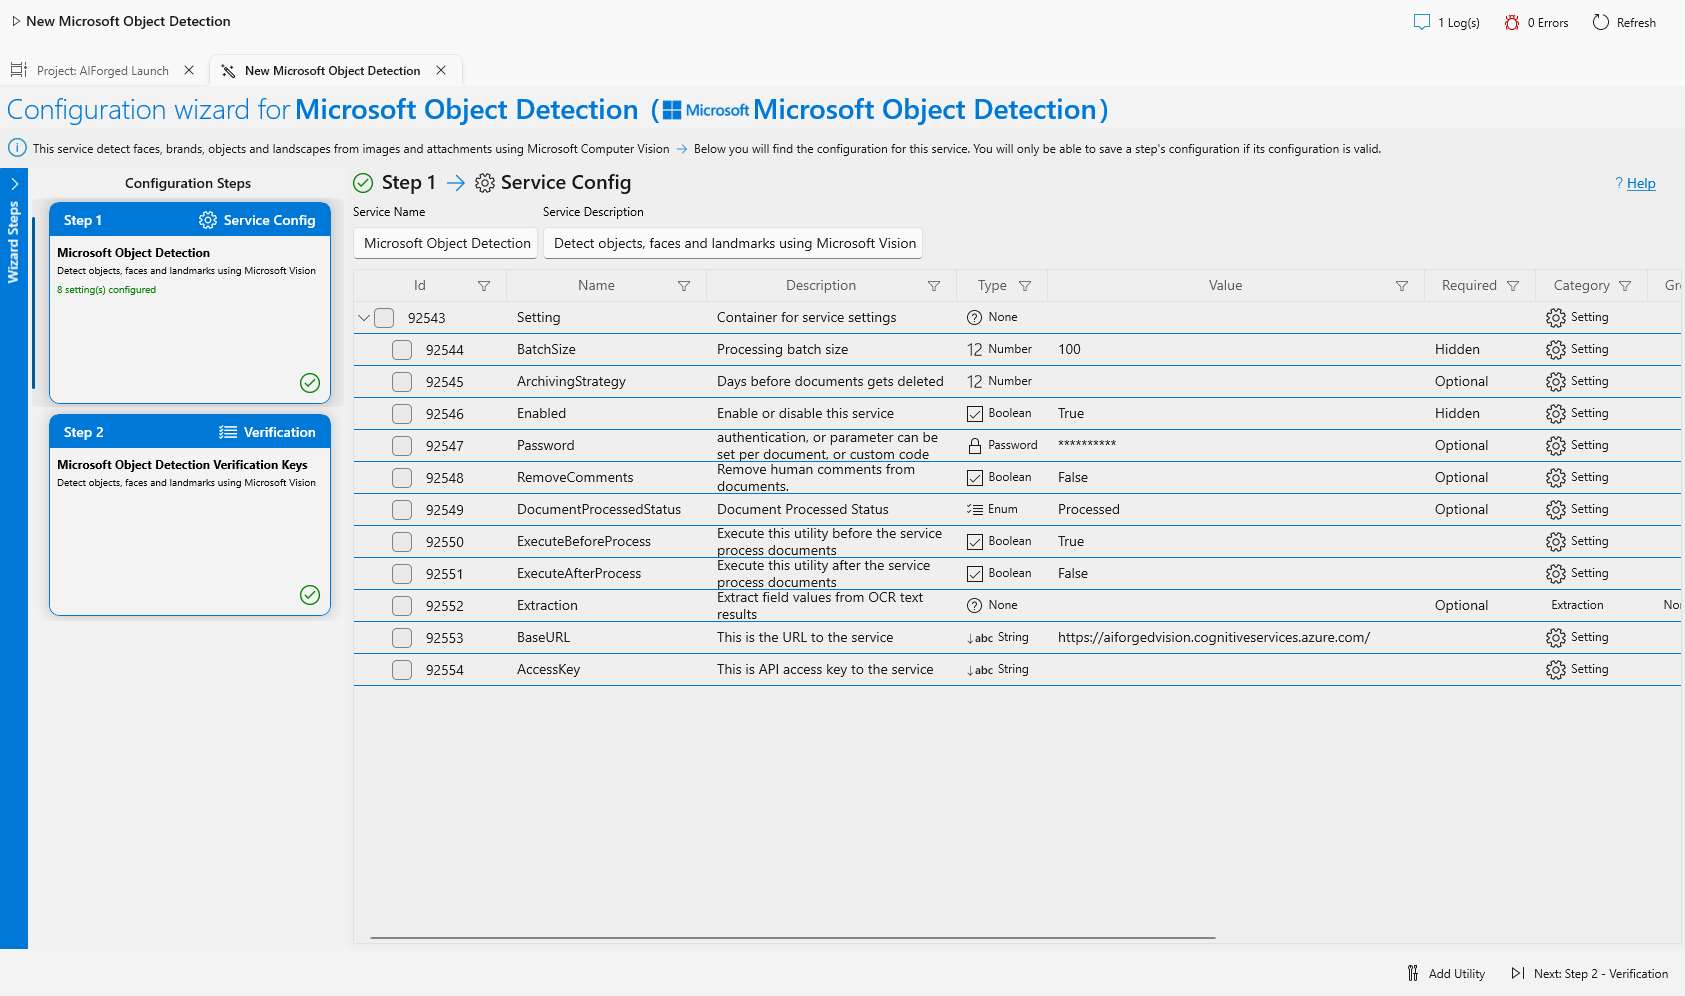 New Microsoft Object Detection
1 Log(s)
0 Errors
Refresh
Project: AIForged Launch
New Microsoft Object Detection
Configuration wizard for Microsoft Object Detection ( Microsoft Microsoft Object Detection)
This service detect faces, brands, objects and landscapes from images and attachments using Microsoft Computer Vision → Below you will find the configuration for this service. You will only be able to save a step's configuration if its configuration is valid.
Wizard Steps
Configuration Steps
Step 1 Service Config
Microsoft Object Detection
Detect objects, faces and landmarks using Microsoft Vision
8 setting(s) configured
Step 2 Verification
Microsoft Object Detection Verification Keys
Detect objects, faces and landmarks using Microsoft Vision
Step 1 → Service Config
? Help
Service Name Service Description
Microsoft Object Detection Detect objects, faces and landmarks using Microsoft Vision
Id Name Description Type Value Required Category Gr
92543 Setting Container for service settings None Setting
92544 BatchSize Processing batch size 12 Number 100 Hidden Setting
92545 ArchivingStrategy Days before documents gets deleted 12 Number Optional Setting
92546 Enabled Enable or disable this service Boolean True Hidden Setting
92547 Password authentication, or parameter can be set per document, or custom code Password ********** Optional Setting
92548 RemoveComments Remove human comments from documents. Boolean False Optional Setting
92549 DocumentProcessedStatus Document Processed Status Enum Processed Optional Setting
92550 ExecuteBeforeProcess Execute this utility before the service process documents Boolean True Setting
92551 ExecuteAfterProcess Execute this utility after the service process documents Boolean False Setting
92552 Extraction Extract field values from OCR text results None Optional Extraction No
92553 BaseURL This is the URL to the service ↓abc String https://aiforgedvision.cognitiveservices.azure.com/ Setting
92554 AccessKey This is API access key to the service ↓abc String Setting
Add Utility
Next: Step 2 - Verification